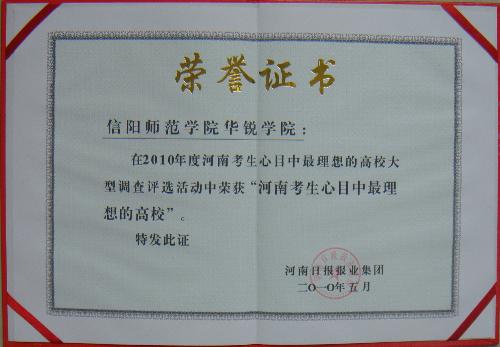 荣誉证书
信阳师范学院华锐学院：
在2010年度河南考生心目中最理想的高校大
型调查评选活动中荣获“河南考生心目中最理
想的高校”。
特发此证
河南日报报业集团
二〇一〇年五月